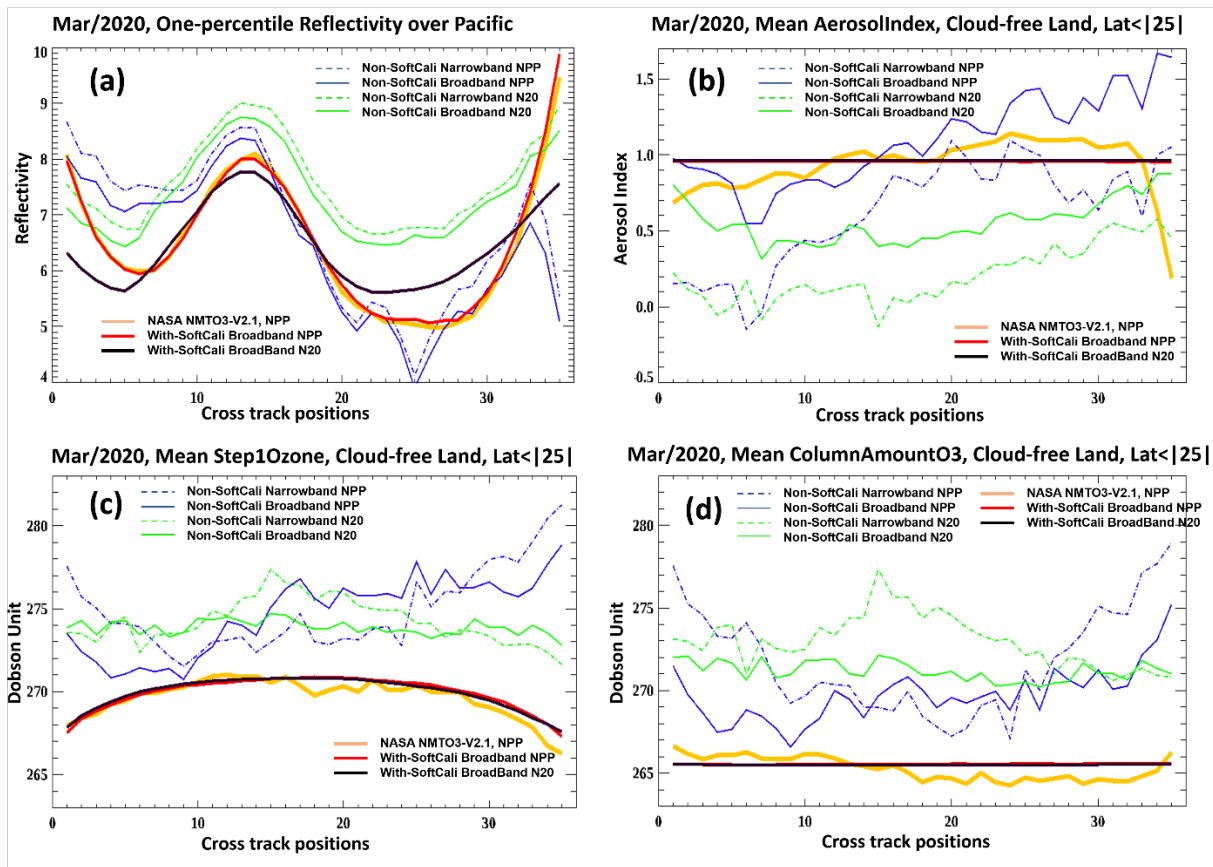 Mar/2020, One-percentile Reflectivity over Pacific
(a)
Non-SoftCali Narrowband NPP
Non-SoftCali Broadband NPP
Non-SoftCali Narrowband N20
Non-SoftCali Broadband N20
10
9
8
7
6
5
4
Reflectivity
NASA NMTO3-V2.1, NPP
With-SoftCali Broadband NPP
With-SoftCali BroadBand N20
0
10
20
30
Cross track positions
Mar/2020, Mean AerosolIndex, Cloud-free Land, Lat<|25|
(b)
Non-SoftCali Narrowband NPP
Non-SoftCali Broadband NPP
Non-SoftCali Narrowband N20
Non-SoftCali Broadband N20
1.5
1.0
0.5
0.0
-0.5
Aerosol Index
NASA NMTO3-V2.1, NPP
With-SoftCali Broadband NPP
With-SoftCali BroadBand N20
0
10
20
30
Cross track positions
Mar/2020, Mean Step1Ozone, Cloud-free Land, Lat<|25|
(c)
Non-SoftCali Narrowband NPP
Non-SoftCali Broadband NPP
Non-SoftCali Narrowband N20
Non-SoftCali Broadband N20
280
275
270
265
Dobson Unit
NASA NMTO3-V2.1, NPP
With-SoftCali Broadband NPP
With-SoftCali BroadBand N20
0
10
20
30
Cross track positions
Mar/2020, Mean ColumnAmountO3, Cloud-free Land, Lat<|25|
(d)
Non-SoftCali Narrowband NPP
Non-SoftCali Broadband NPP
Non-SoftCali Narrowband N20
Non-SoftCali Broadband N20
NASA NMTO3-V2.1, NPP
With-SoftCali Broadband NPP
With-SoftCali BroadBand N20
280
275
270
265
Dobson Unit
0
10
20
30
Cross track positions